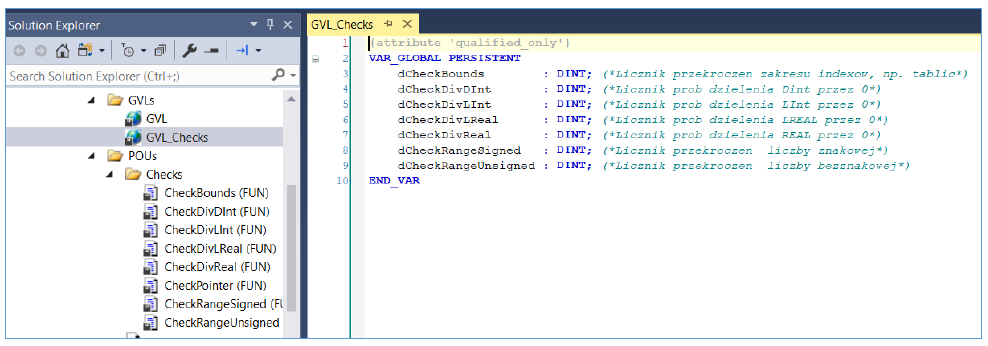 Solution Explorer
Search Solution Explorer (Ctrl+;)
GVLs
GVL
GVL_Checks
POUs
Checks
CheckBounds (FUN)
CheckDivDInt (FUN)
CheckDivLInt (FUN)
CheckDivLReal (FUN)
CheckDivReal (FUN)
CheckPointer (FUN)
CheckRangeSigned (FU
CheckRangeUnsigned
GVL_Checks
1 {attribute 'qualified_only'}
2 VAR_GLOBAL PERSISTENT
3 dCheckBounds : DINT; (*Licznik przekroczen zakresu indexow, np. tablic*)
4 dCheckDivDInt : DINT; (*Licznik prob dzielenia Dint przez 0*)
5 dCheckDivLInt : DINT; (*Licznik prob dzielenia LInt przez 0*)
6 dCheckDivLReal : DINT; (*Licznik prob dzielenia LREAL przez 0*)
7 dCheckDivReal : DINT; (*Licznik prob dzielenia REAL przez 0*)
8 dCheckRangeSigned : DINT; (*Licznik przekroczen liczby znakowej*)
9 dCheckRangeUnsigned : DINT; (*Licznik przekroczen liczby besznakowej*)
10 END_VAR